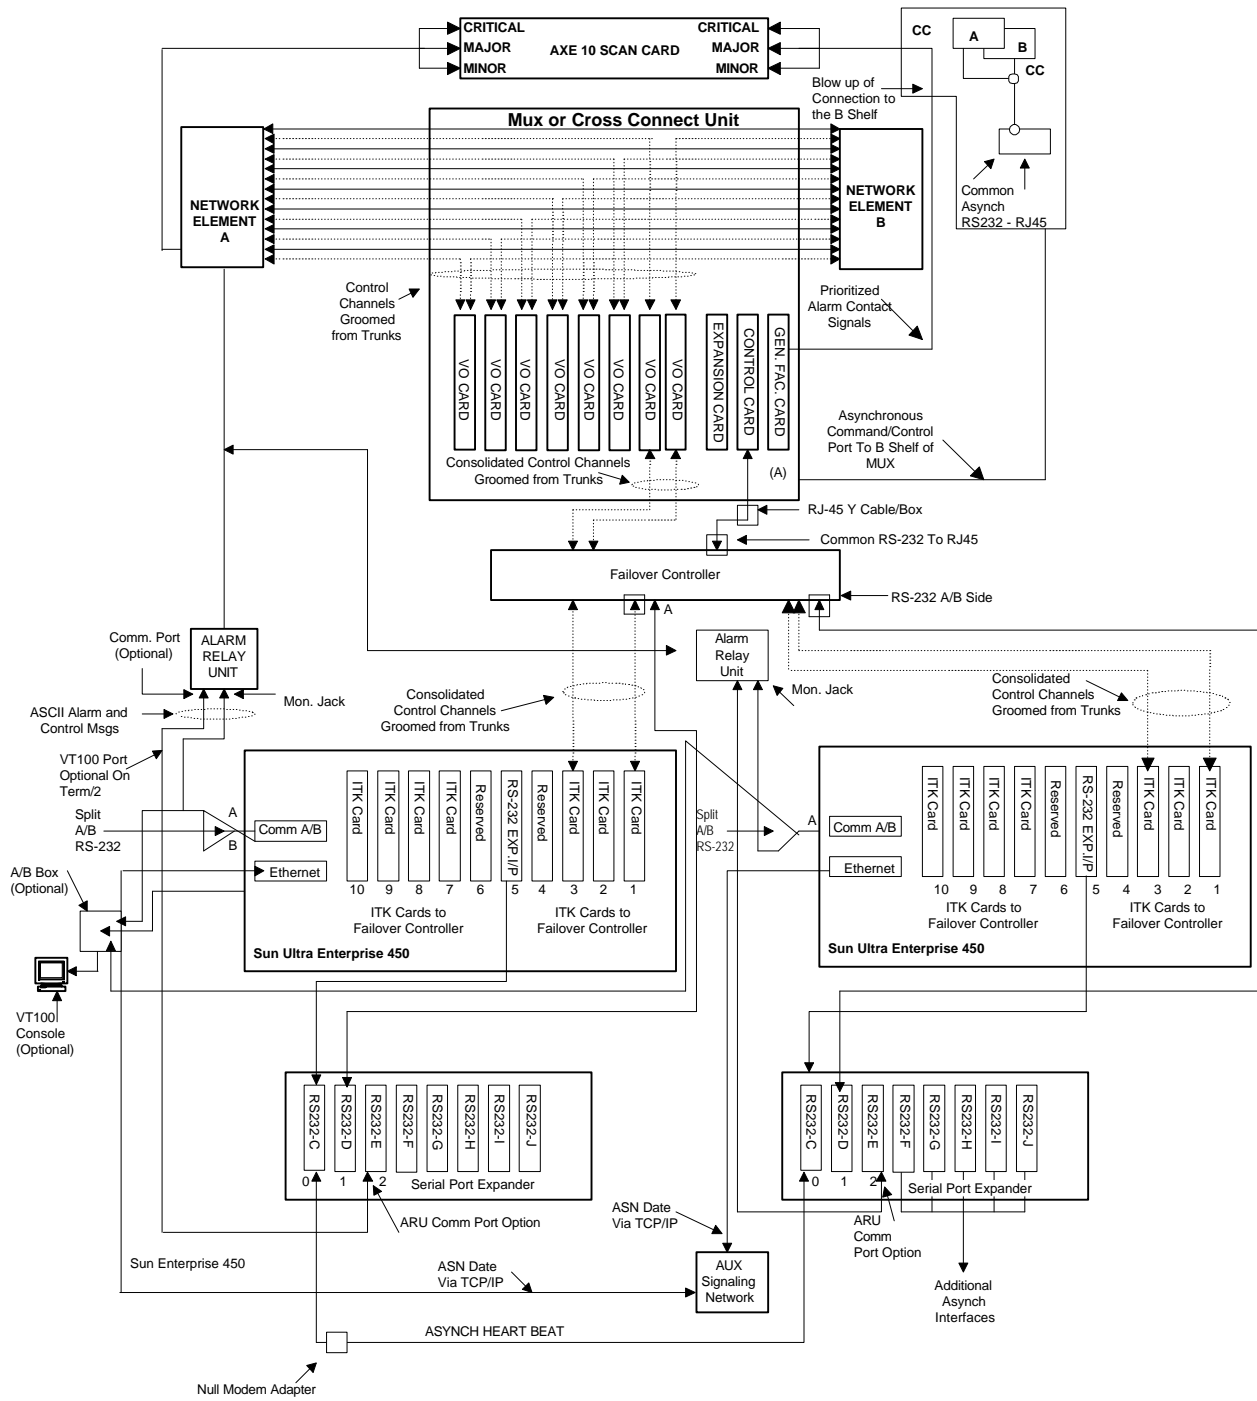 CRITICAL
MAJOR
MINOR
AXE 10 SCAN CARD
CRITICAL
MAJOR
MINOR
CC
A
B
CC
Blow up of
Connection to
the B Shelf
Common
Asynch
RS232 - RJ45
Mux or Cross Connect Unit
NETWORK
ELEMENT
A
NETWORK
ELEMENT
B
Control
Channels
Groomed
from Trunks
Prioritized
Alarm Contact
Signals
VO CARD
VO CARD
VO CARD
VO CARD
VO CARD
VO CARD
VO CARD
VO CARD
EXPANSION CARD
CONTROL CARD
GEN. FAC. CARD
Consolidated Control Channels
Groomed from Trunks
(A)
Asynchronous
Command/Control
Port To B Shelf of
MUX
RJ-45 Y Cable/Box
Common RS-232 To RJ45
Failover Controller
RS-232 A/B Side
A
Comm. Port
(Optional)
ALARM
RELAY
UNIT
Mon. Jack
ASCII Alarm and
Control Msgs
VT100 Port
Optional On
Term/2
Alarm
Relay
Unit
Mon. Jack
Consolidated
Control Channels
Groomed from Trunks
Consolidated
Control Channels
Groomed from Trunks
Split
A/B
RS-232
A
B
Comm A/B
Ethernet
ITK Card
ITK Card
ITK Card
ITK Card
Reserved
RS-232 EXP.I/P
Reserved
ITK Card
ITK Card
ITK Card
10 9 8 7 6 5 4 3 2 1
ITK Cards to
Failover Controller
ITK Cards to
Failover Controller
Sun Ultra Enterprise 450
Split
A/B
RS-232
A
Comm A/B
Ethernet
ITK Card
ITK Card
ITK Card
ITK Card
Reserved
RS-232 EXP.I/P
Reserved
ITK Card
ITK Card
ITK Card
10 9 8 7 6 5 4 3 2 1
ITK Cards to
Failover Controller
ITK Cards to
Failover Controller
Sun Ultra Enterprise 450
A/B Box
(Optional)
VT100
Console
(Optional)
RS232-C
RS232-D
RS232-E
RS232-F
RS232-G
RS232-H
RS232-I
RS232-J
0 1 2
Serial Port Expander
ARU Comm Port Option
RS232-C
RS232-D
RS232-E
RS232-F
RS232-G
RS232-H
RS232-I
RS232-J
0 1 2
Serial Port Expander
ARU
Comm
Port Option
ASN Date
Via TCP/IP
Sun Enterprise 450
ASN Date
Via TCP/IP
AUX
Signaling
Network
Additional
Asynch
Interfaces
ASYNCH HEART BEAT
Null Modem Adapter